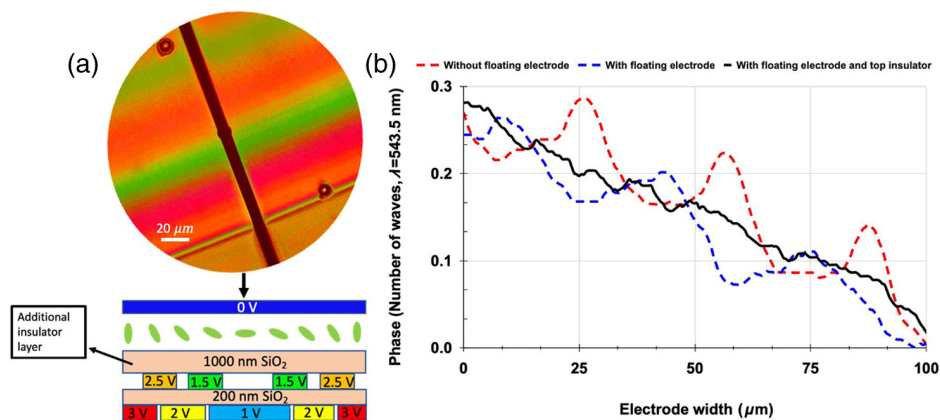 (a)
20 μm
Additional
insulator
layer
0 V
1000 nm SiO₂
2.5 V 1.5 V 1.5 V 2.5 V
200 nm SiO₂
3 V 2 V 1 V 2 V 3 V
(b)
Without floating electrode With floating electrode With floating electrode and top insulator
Phase (Number of waves, λ=543.5 nm)
0.3
0.2
0.1
0.0
0 25 50 75 100
Electrode width (μm)